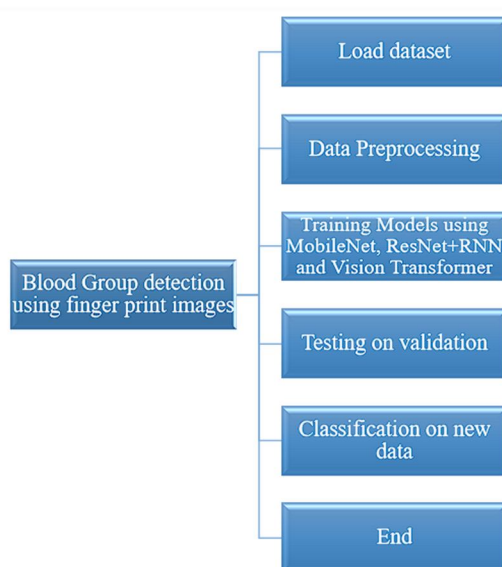 Load dataset
Data Preprocessing
Training Models using
MobileNet, ResNet+RNN
and Vision Transformer
Blood Group detection
using finger print images
Testing on validation
Classification on new
data
End